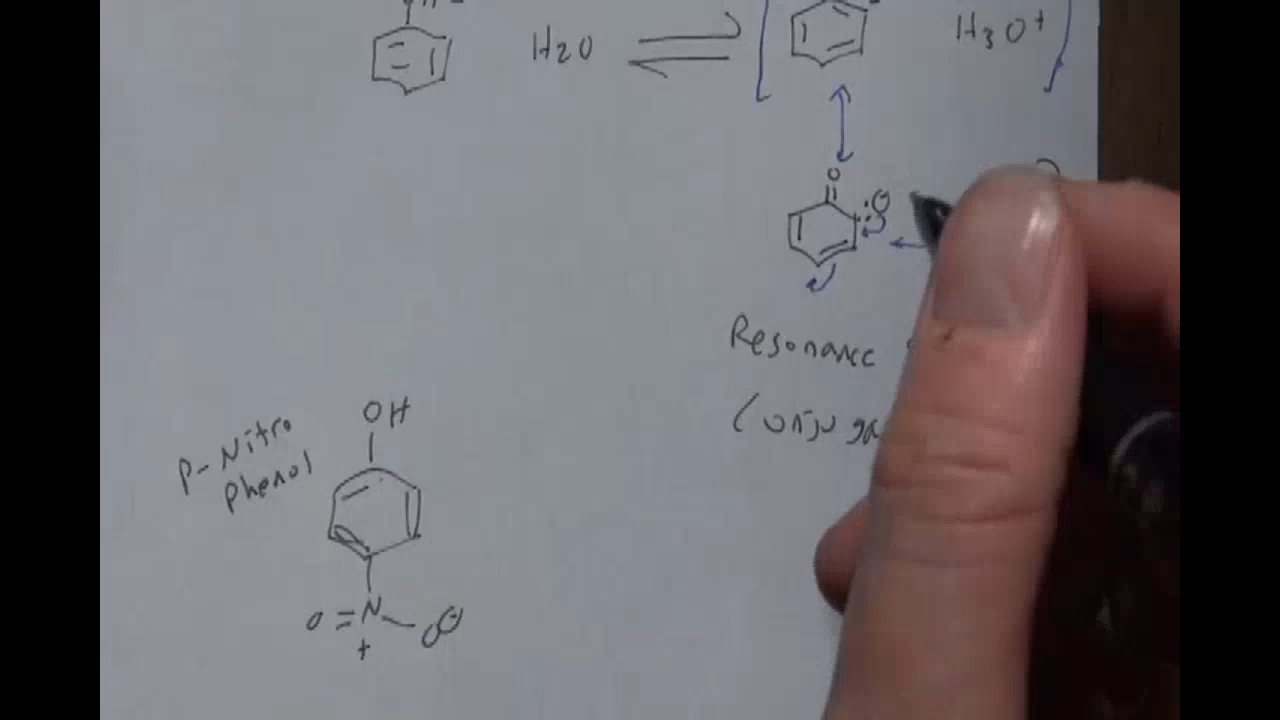 H2O
H3O+
O
Resonance
P-Nitro
Phenol
OH
O
N
O
+